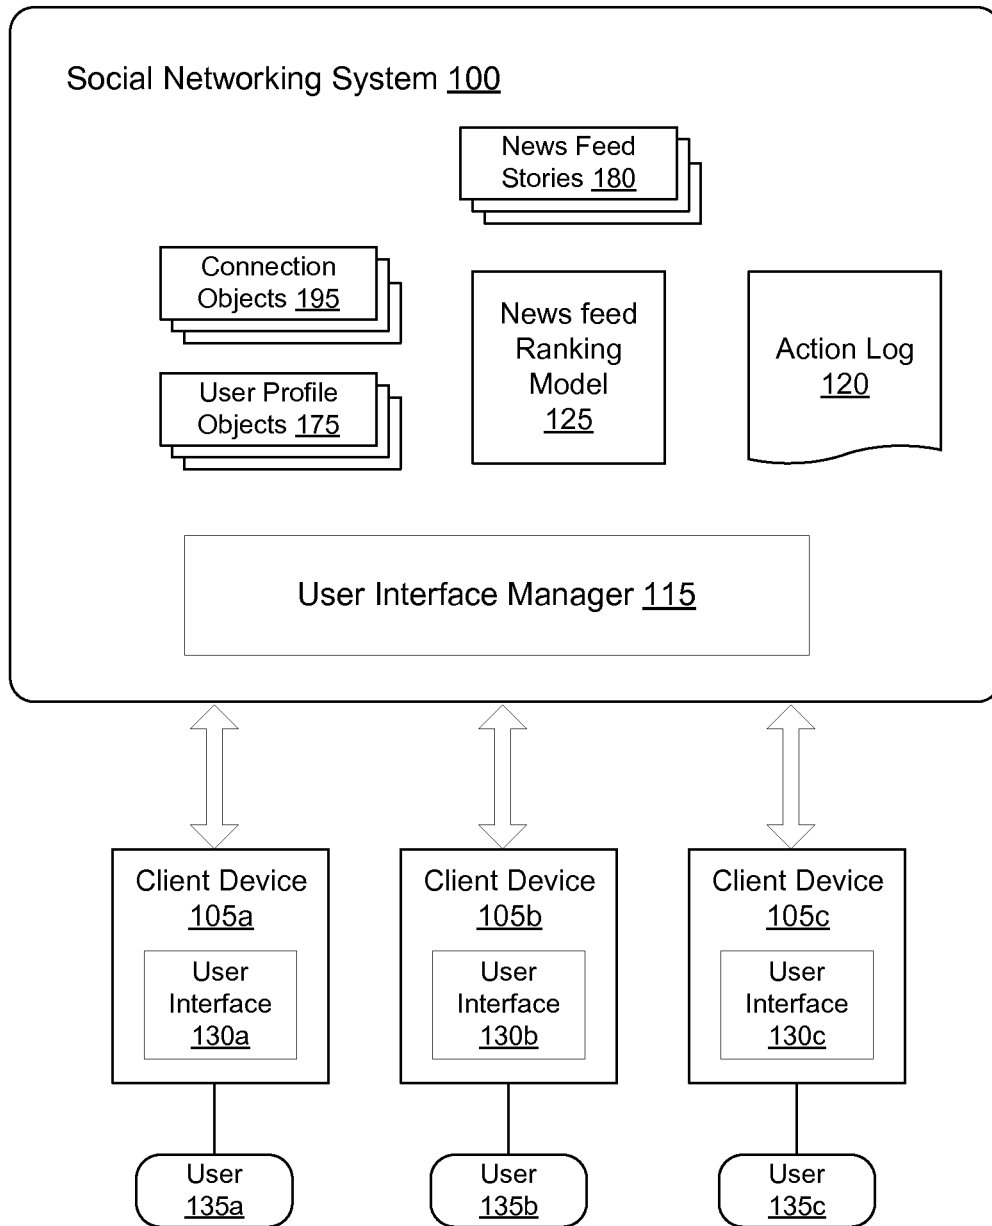 Social Networking System 100
News Feed
Stories 180
Connection
Objects 195
News feed
Ranking
Model
125
Action Log
120
User Profile
Objects 175
User Interface Manager 115
Client Device
105a
User
Interface
130a
Client Device
105b
User
Interface
130b
Client Device
105c
User
Interface
130c
User
135a
User
135b
User
135c